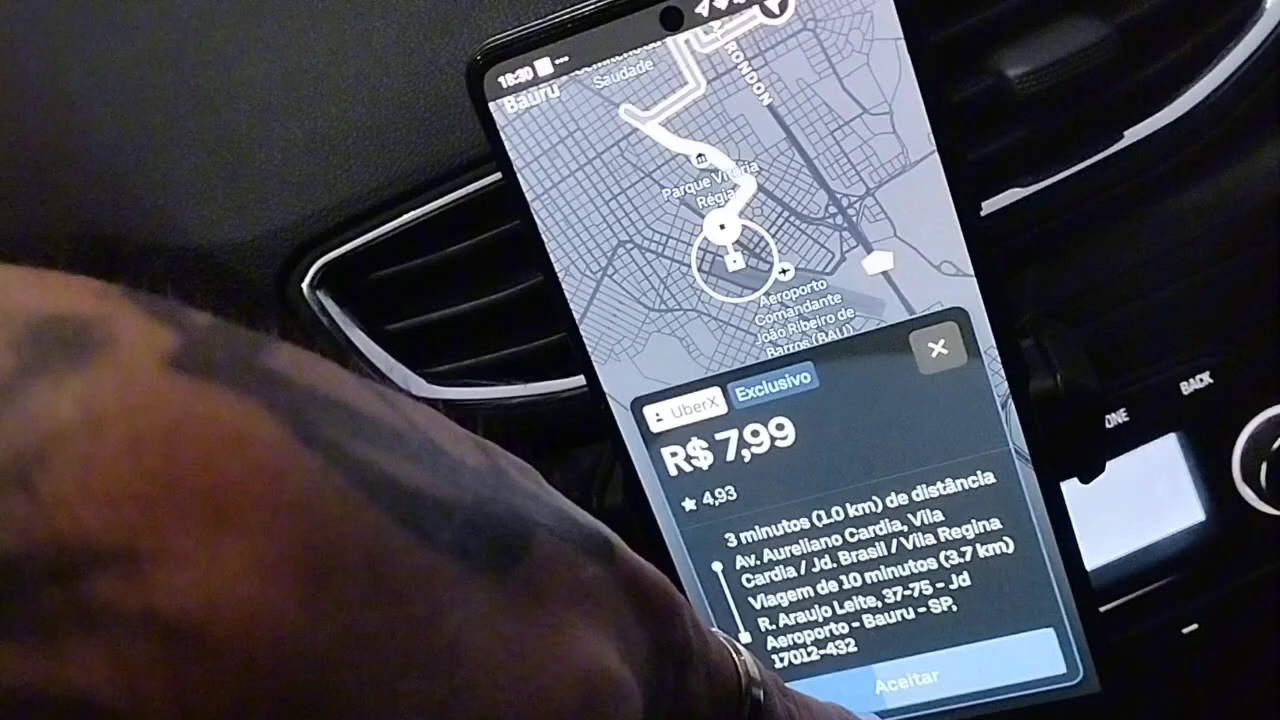 18:30
Saudade
Bauru
RONDON
Parque Vitória
Régia
Aeroporto
Comandante
João Ribeiro de
Barros (BAU)
UberX
Exclusivo
R$ 7,99
4,93
3 minutos (1.0 km) de distância
Av. Aureliano Cardia, Vila
Cardia / Jd. Brasil / Vila Regina
Viagem de 10 minutos (3.7 km)
R. Araujo Leite, 37-75 - Jd
Aeroporto - Bauru - SP,
17012-432
Aceitar
BACK
ONE